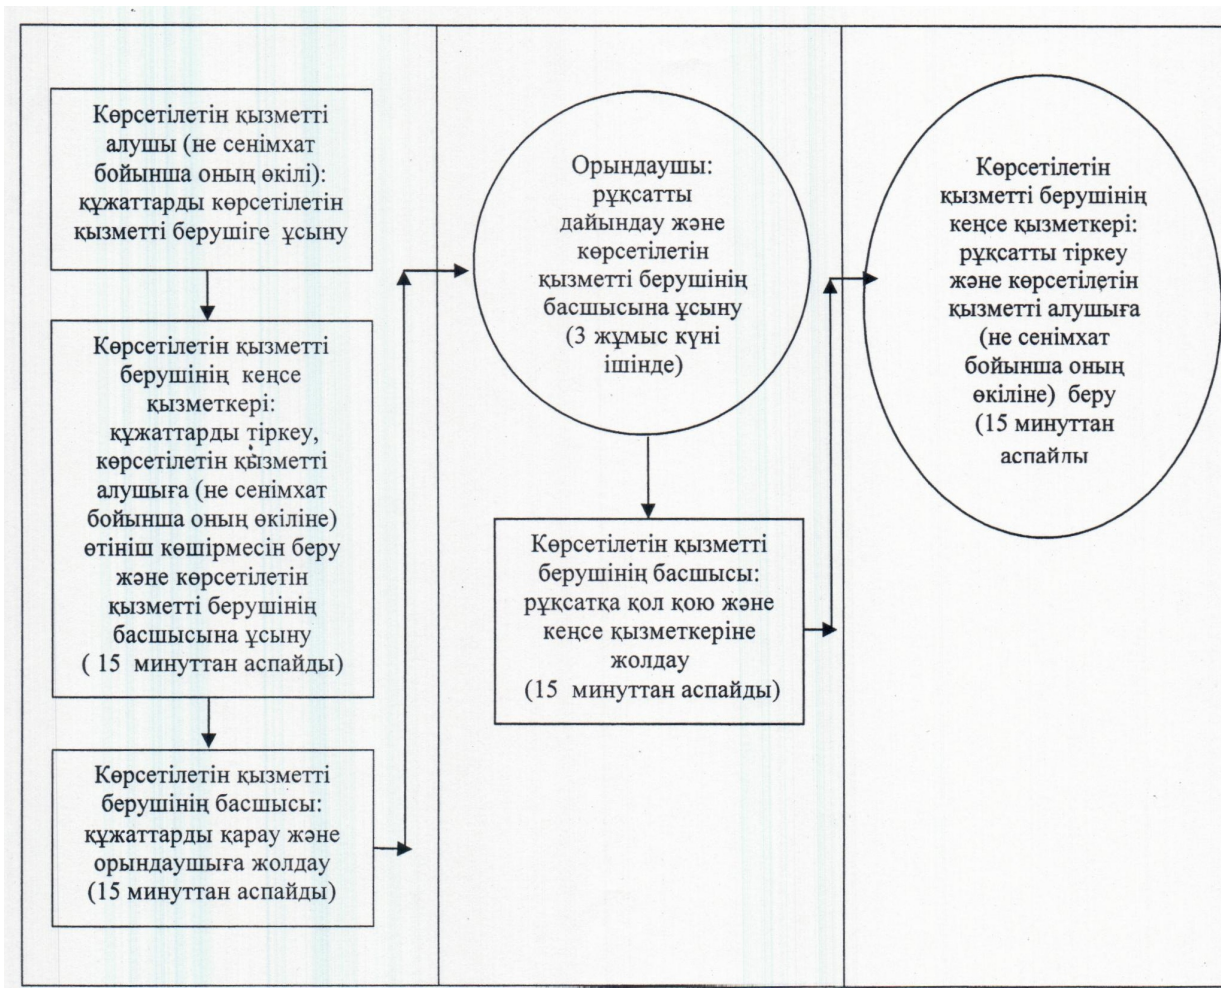 Көрсетілетін қызметті
алушы (не сенімхат
бойынша оның өкілі):
құжаттарды көрсетілетін
қызметті берушіге ұсыну
Көрсетілетін қызметті
берушінің кеңсе
қызметкері:
құжаттарды тіркеу,
көрсетілетін қызметті
алушыға (не сенімхат
бойынша оның өкіліне)
өтініш көшірмесін беру
және көрсетілетін
қызметті берушінің
басшысына ұсыну
( 15 минуттан аспайды)
Көрсетілетін қызметті
берушінің басшысы:
құжаттарды қарау және
орындаушыға жолдау
(15 минуттан аспайды)
Орындаушы:
рұқсатты
дайындау және
көрсетілетін
қызметті берушінің
басшысына ұсыну
(3 жұмыс күні
ішінде)
Көрсетілетін қызметті
берушінің басшысы:
рұқсатқа қол қою және
кеңсе қызметкеріне
жолдау
(15 минуттан аспайды)
Көрсетілетін
қызметті берушінің
кеңсе қызметкері:
рұқсатты тіркеу
және көрсетілетін
қызметті алушыға
(не сенімхат
бойынша оның
өкіліне) беру
(15 минуттан
аспайлы